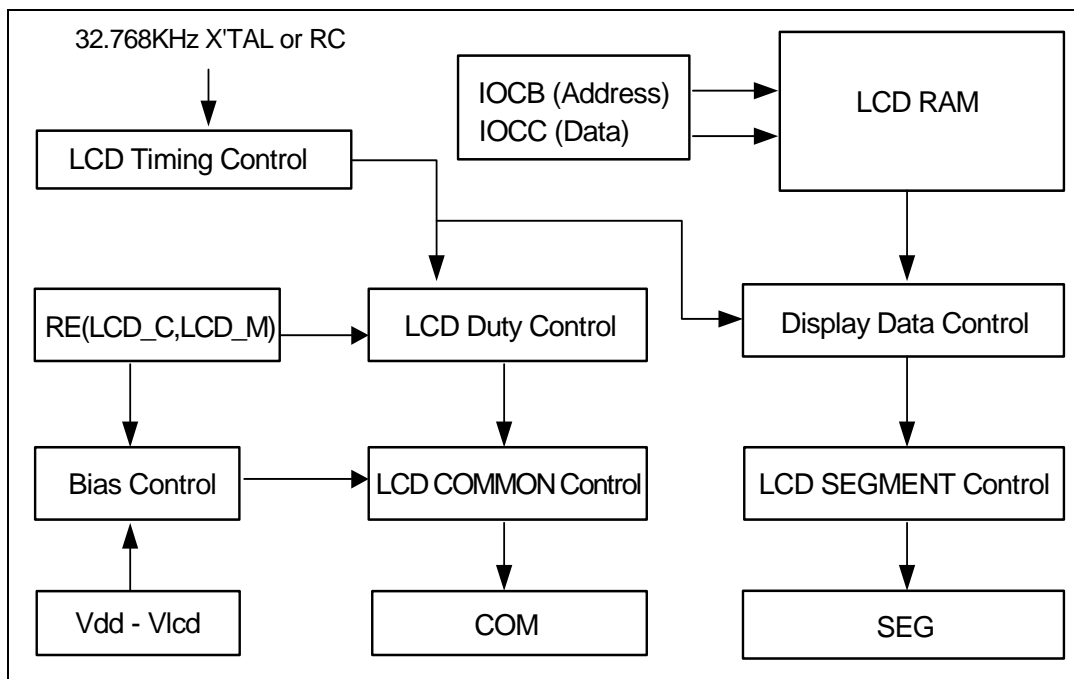 32.768KHz X'TAL or RC
IOCB (Address)
IOCC (Data)
LCD RAM
LCD Timing Control
RE(LCD_C,LCD_M)
LCD Duty Control
Display Data Control
Bias Control
LCD COMMON Control
LCD SEGMENT Control
Vdd - Vlcd
COM
SEG